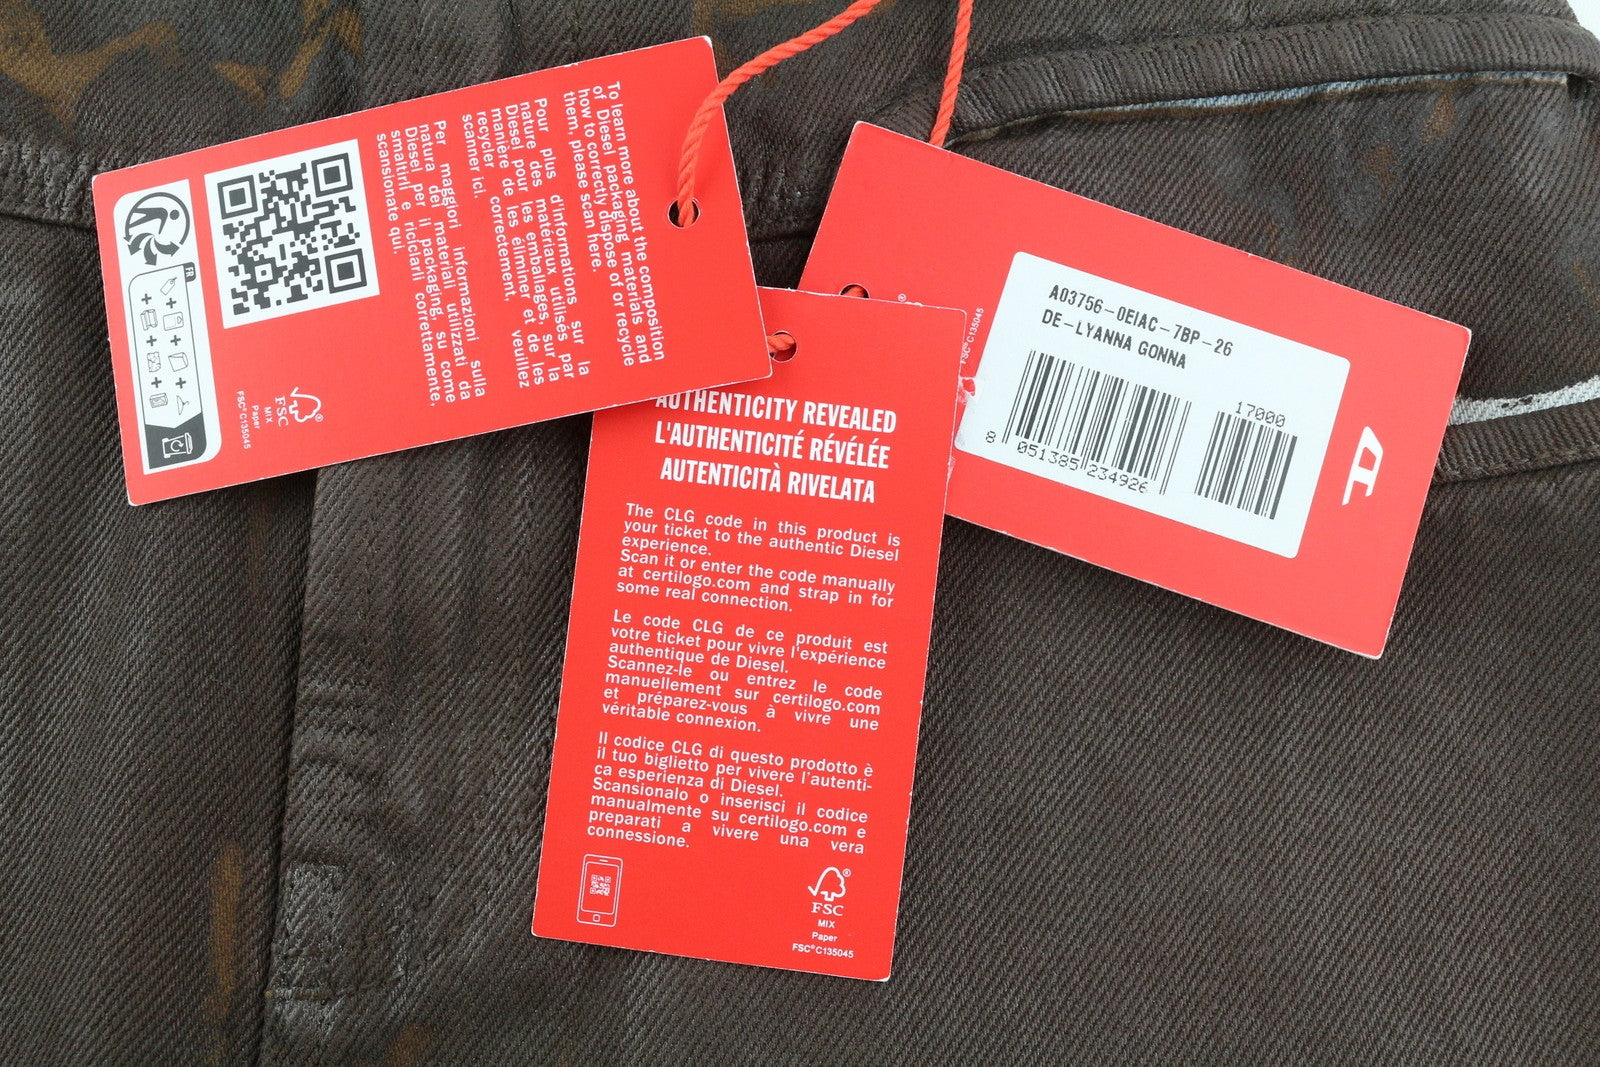 To learn more about the composition
of Diesel packaging materials and
how to correctly dispose of or recycle
them, please scan here.
Pour plus d'informations sur la
nature des matériaux utilisés par
Diesel pour les emballages, sur la
manière de les éliminer et de les
recycler correctement, veuillez
scanner ici.
Per maggiori informazioni sulla
natura dei materiali utilizzati da
Diesel per il packaging, su come
smaltirli e riciclarli correttamente,
scansionate qui.
FR
FSC
MIX
Paper
FSC® C135045
AUTHENTICITY REVEALED
L'AUTHENTICITÉ RÉVÉLÉE
AUTENTICITÀ RIVELATA
The CLG code in this product is
your ticket to the authentic Diesel
experience.
Scan it or enter the code manually
at certilogo.com and strap in for
some real connection.
Le code CLG de ce produit est
votre ticket pour vivre l'expérience
authentique de Diesel.
Scannez-le ou entrez le code
manuellement sur certilogo.com
et préparez-vous à vivre une
véritable connexion.
Il codice CLG di questo prodotto è
il tuo biglietto per vivere l'autenti-
ca esperienza di Diesel.
Scansionalo o inserisci il codice
manualmente su certilogo.com e
preparati a vivere una vera
connessione.
FSC®
MIX
Paper
FSC® C135045
FSC® C135045
A03756-0EIAC-7BP-26
DE-LYANNA GONNA
17000
8 051385 234926
D